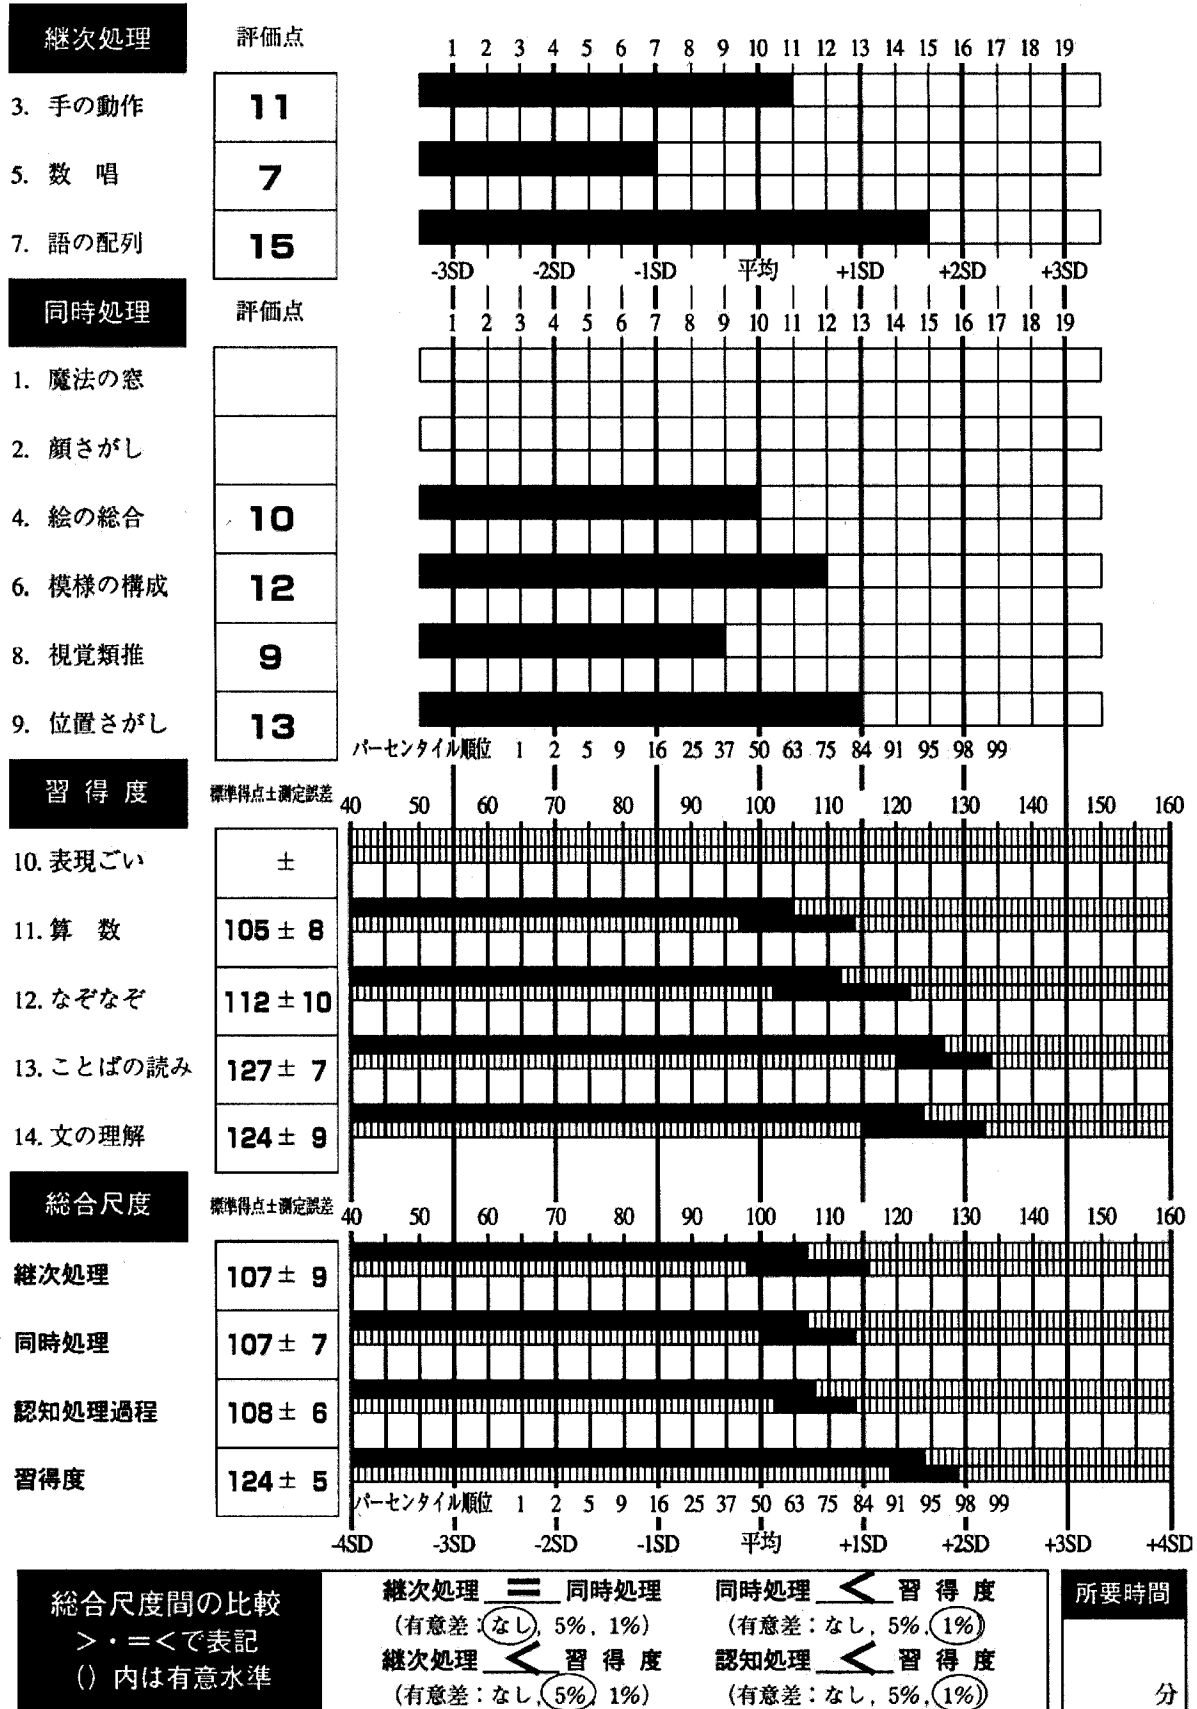 継次処理 評価点 1 2 3 4 5 6 7 8 9 10 11 12 13 14 15 16 17 18 19
3. 手の動作 11
5. 数 唱 7
7. 語の配列 15
-3SD -2SD -1SD 平均 +1SD +2SD +3SD
同時処理 評価点 1 2 3 4 5 6 7 8 9 10 11 12 13 14 15 16 17 18 19
1. 魔法の窓
2. 顔さがし
4. 絵の総合 10
6. 模様の構成 12
8. 視覚類推 9
9. 位置さがし 13
パーセンタイル順位 1 2 5 9 16 25 37 50 63 75 84 91 95 98 99
習 得 度 標準得点±測定誤差 40 50 60 70 80 90 100 110 120 130 140 150 160
10. 表現ごい ±
11. 算 数 105 ± 8
12. なぞなぞ 112 ± 10
13. ことばの読み 127 ± 7
14. 文の理解 124 ± 9
総合尺度 標準得点±測定誤差 40 50 60 70 80 90 100 110 120 130 140 150 160
継次処理 107 ± 9
同時処理 107 ± 7
認知処理過程 108 ± 6
習得度 124 ± 5
パーセンタイル順位 1 2 5 9 16 25 37 50 63 75 84 91 95 98 99
-4SD -3SD -2SD -1SD 平均 +1SD +2SD +3SD +4SD
総合尺度間の比較
>・=<で表記
()内は有意水準
継次処理 = 同時処理
(有意差：なし, 5%, 1%)
継次処理 < 習 得 度
(有意差：なし, 5%, 1%)
同時処理 < 習 得 度
(有意差：なし, 5%, 1%)
認知処理 < 習 得 度
(有意差：なし, 5%, 1%)
所要時間
分